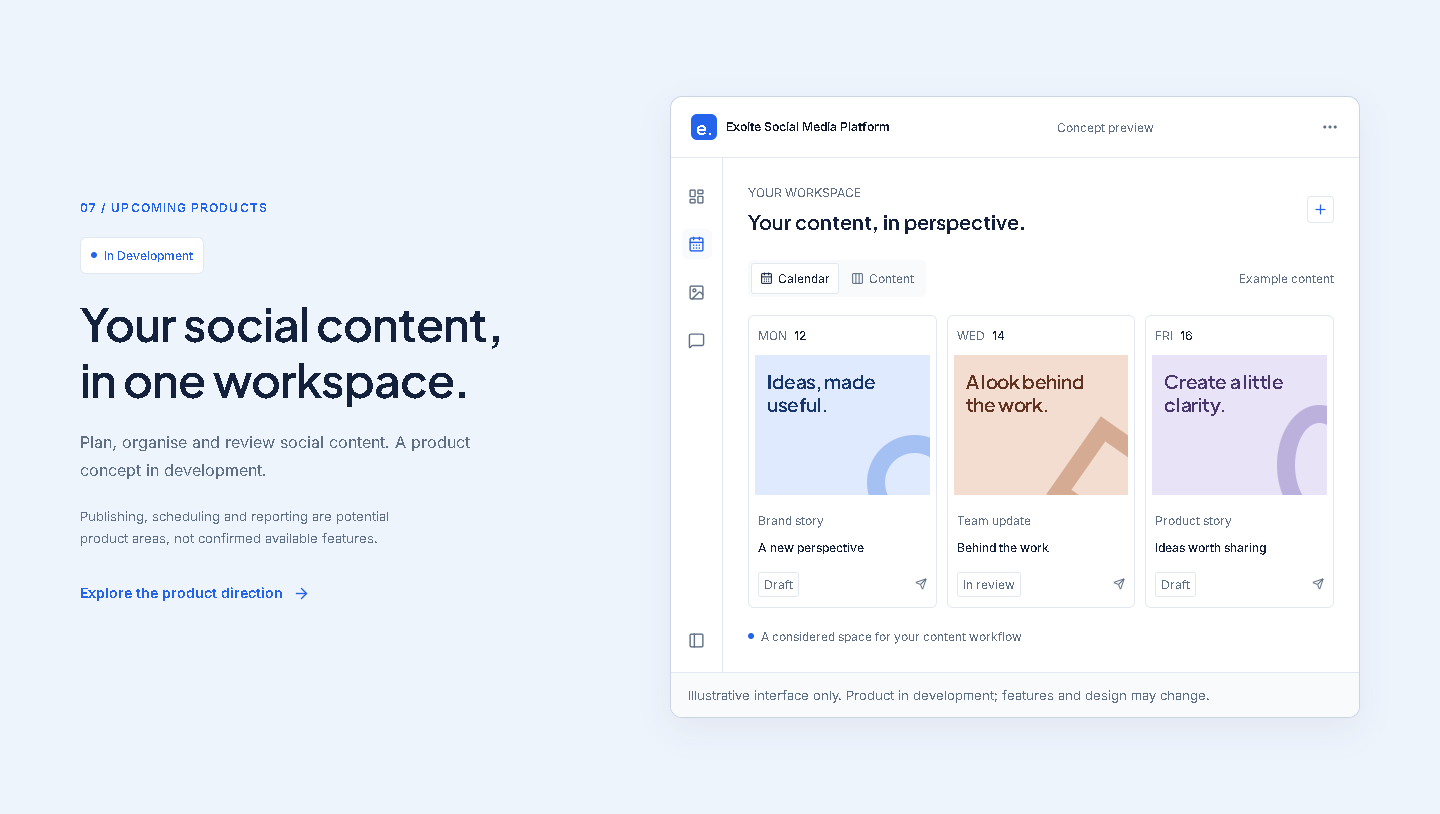 07 / UPCOMING PRODUCTS
In Development
Your social content,
in one workspace.
Plan, organise and review social content. A product
concept in development.
Publishing, scheduling and reporting are potential
product areas, not confirmed available features.
Explore the product direction
e.
Exoite Social Media Platform
Concept preview
YOUR WORKSPACE
Your content, in perspective.
Calendar
Content
Example content
MON 12
Ideas, made
useful.
Brand story
A new perspective
Draft
WED 14
A look behind
the work.
Team update
Behind the work
In review
FRI 16
Create a little
clarity.
Product story
Ideas worth sharing
Draft
A considered space for your content workflow
Illustrative interface only. Product in development; features and design may change.